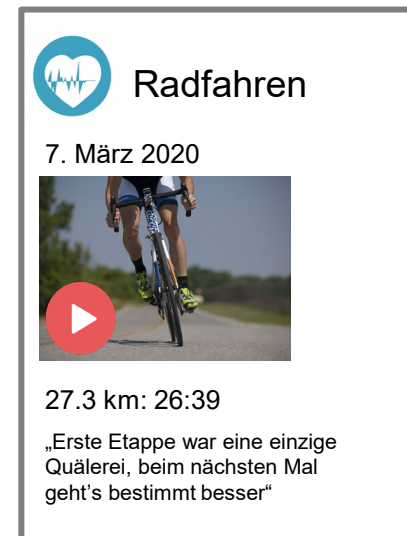 Radfahren
7. März 2020
27.3 km: 26:39
„Erste Etappe war eine einzige
Quälerei, beim nächsten Mal
geht's bestimmt besser“